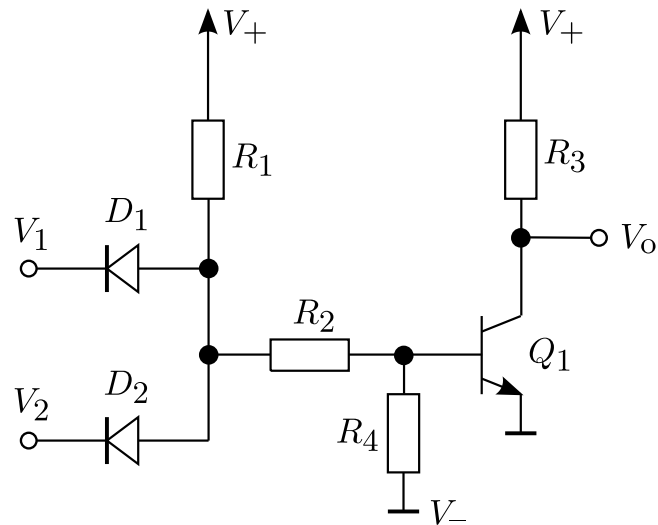 V₊
V₊
R₁
R₃
D₁
V₁
Vₒ
R₂
Q₁
D₂
V₂
R₄
V₋